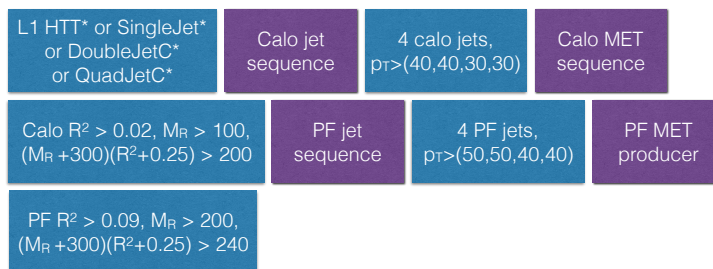 L1 HTT* or SingleJet*
or DoubleJetC*
or QuadJetC*
Calo jet
sequence
4 calo jets,
pT>(40,40,30,30)
Calo MET
sequence
Calo R² > 0.02, MR > 100,
(MR +300)(R²+0.25) > 200
PF jet
sequence
4 PF jets,
pT>(50,50,40,40)
PF MET
producer
PF R² > 0.09, MR > 200,
(MR +300)(R²+0.25) > 240